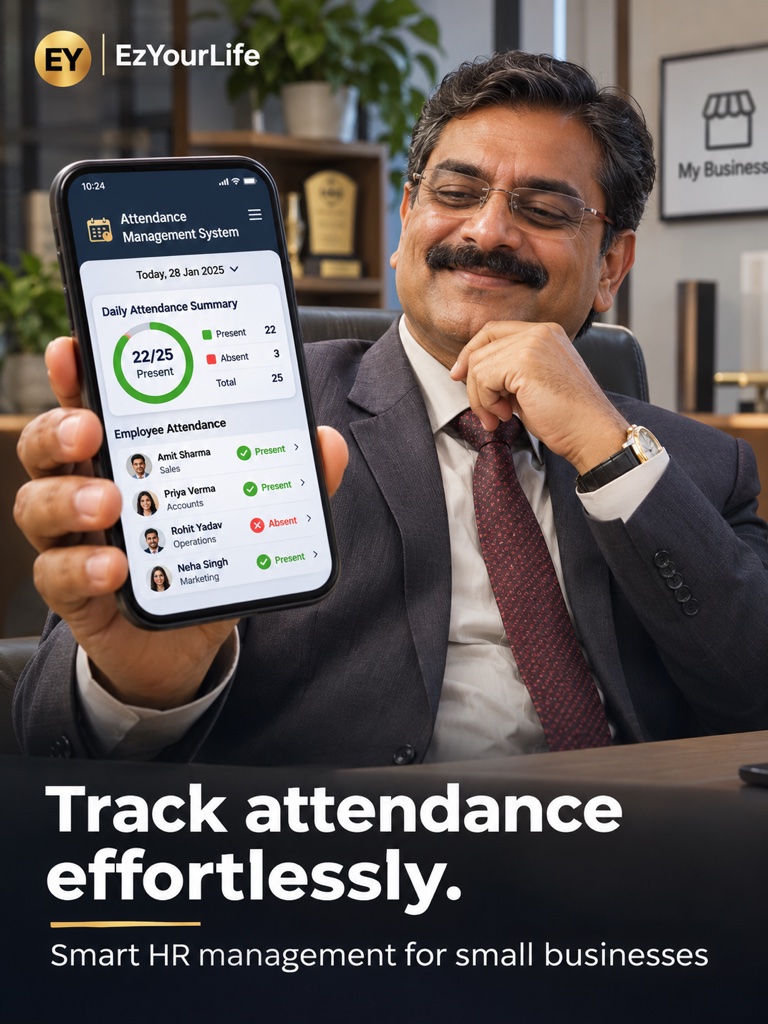 EY | EzYourLife
My Business
10:24
Attendance
Management System
Today, 28 Jan 2025
Daily Attendance Summary
22/25
Present
Present 22
Absent 3
Total 25
Employee Attendance
Amit Sharma
Sales
Present
Priya Verma
Accounts
Present
Rohit Yadav
Operations
Absent
Neha Singh
Marketing
Present
Track attendance
effortlessly.
Smart HR management for small businesses